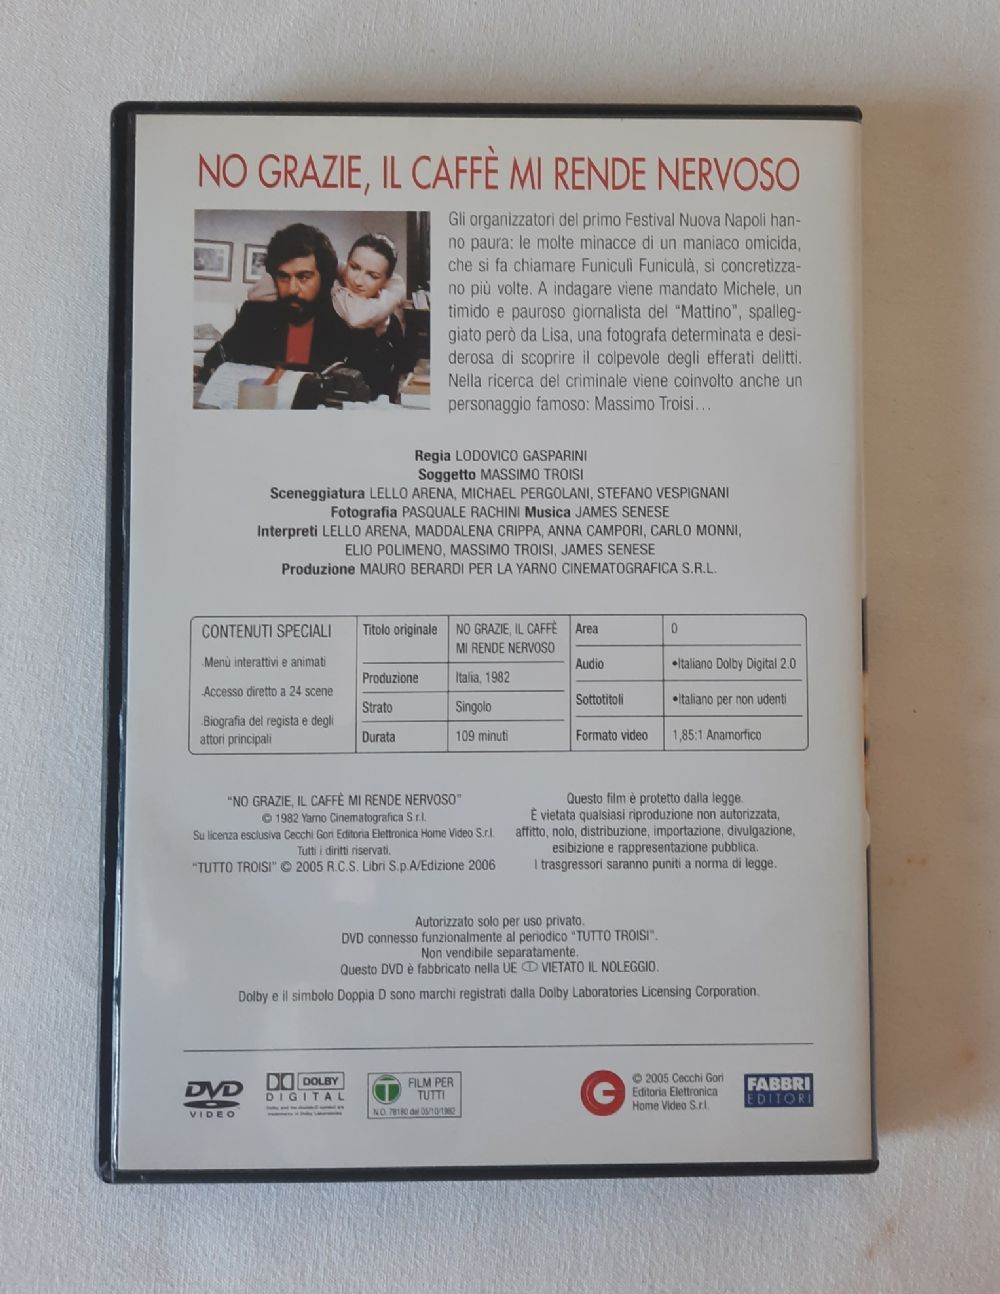 NO GRAZIE, IL CAFFÈ MI RENDE NERVOSO
Gli organizzatori del primo Festival Nuova Napoli han-
no paura: le molte minacce di un maniaco omicida,
che si fa chiamare Funiculì Funiculà, si concretizza-
no più volte. A indagare viene mandato Michele, un
timido e pauroso giornalista del "Mattino", spalleg-
giato però da Lisa, una fotografa determinata e desi-
derosa di scoprire il colpevole degli efferati delitti.
Nella ricerca del criminale viene coinvolto anche un
personaggio famoso: Massimo Troisi...
Regia LODOVICO GASPARINI
Soggetto MASSIMO TROISI
Sceneggiatura LELLO ARENA, MICHAEL PERGOLANI, STEFANO VESPIGNANI
Fotografia PASQUALE RACHINI Musica JAMES SENESE
Interpreti LELLO ARENA, MADDALENA CRIPPA, ANNA CAMPORI, CARLO MONNI,
ELIO POLIMENO, MASSIMO TROISI, JAMES SENESE
Produzione MAURO BERARDI PER LA YARNO CINEMATOGRAFICA S.R.L.
CONTENUTI SPECIALI
·Menù interattivi e animati
·Accesso diretto a 24 scene
·Biografia del regista e degli
attori principali
Titolo originale NO GRAZIE, IL CAFFÈ
MI RENDE NERVOSO
Produzione Italia, 1982
Strato Singolo
Durata 109 minuti
Area 0
Audio •Italiano Dolby Digital 2.0
Sottotitoli •Italiano per non udenti
Formato video 1,85:1 Anamorfico
"NO GRAZIE, IL CAFFÈ MI RENDE NERVOSO"
© 1982 Yarno Cinematografica S.r.l.
Su licenza esclusiva Cecchi Gori Editoria Elettronica Home Video S.r.l.
Tutti i diritti riservati.
"TUTTO TROISI" © 2005 R.C.S. Libri S.p.A/Edizione 2006
Questo film è protetto dalla legge.
È vietata qualsiasi riproduzione non autorizzata,
affitto, nolo, distribuzione, importazione, divulgazione,
esibizione e rappresentazione pubblica.
I trasgressori saranno puniti a norma di legge.
Autorizzato solo per uso privato.
DVD connesso funzionalmente al periodico "TUTTO TROISI".
Non vendibile separatamente.
Questo DVD è fabbricato nella UE VIETATO IL NOLEGGIO.
Dolby e il simbolo Doppia D sono marchi registrati dalla Dolby Laboratories Licensing Corporation.
DVD
VIDEO
DOLBY
DIGITAL
Dolby and the double-D symbol are
trademarks of Dolby Laboratories
T FILM PER
TUTTI
N.O. 78180 del 05/10/1982
© 2005 Cecchi Gori
Editoria Elettronica
Home Video S.r.l.
FABBRI
EDITORI